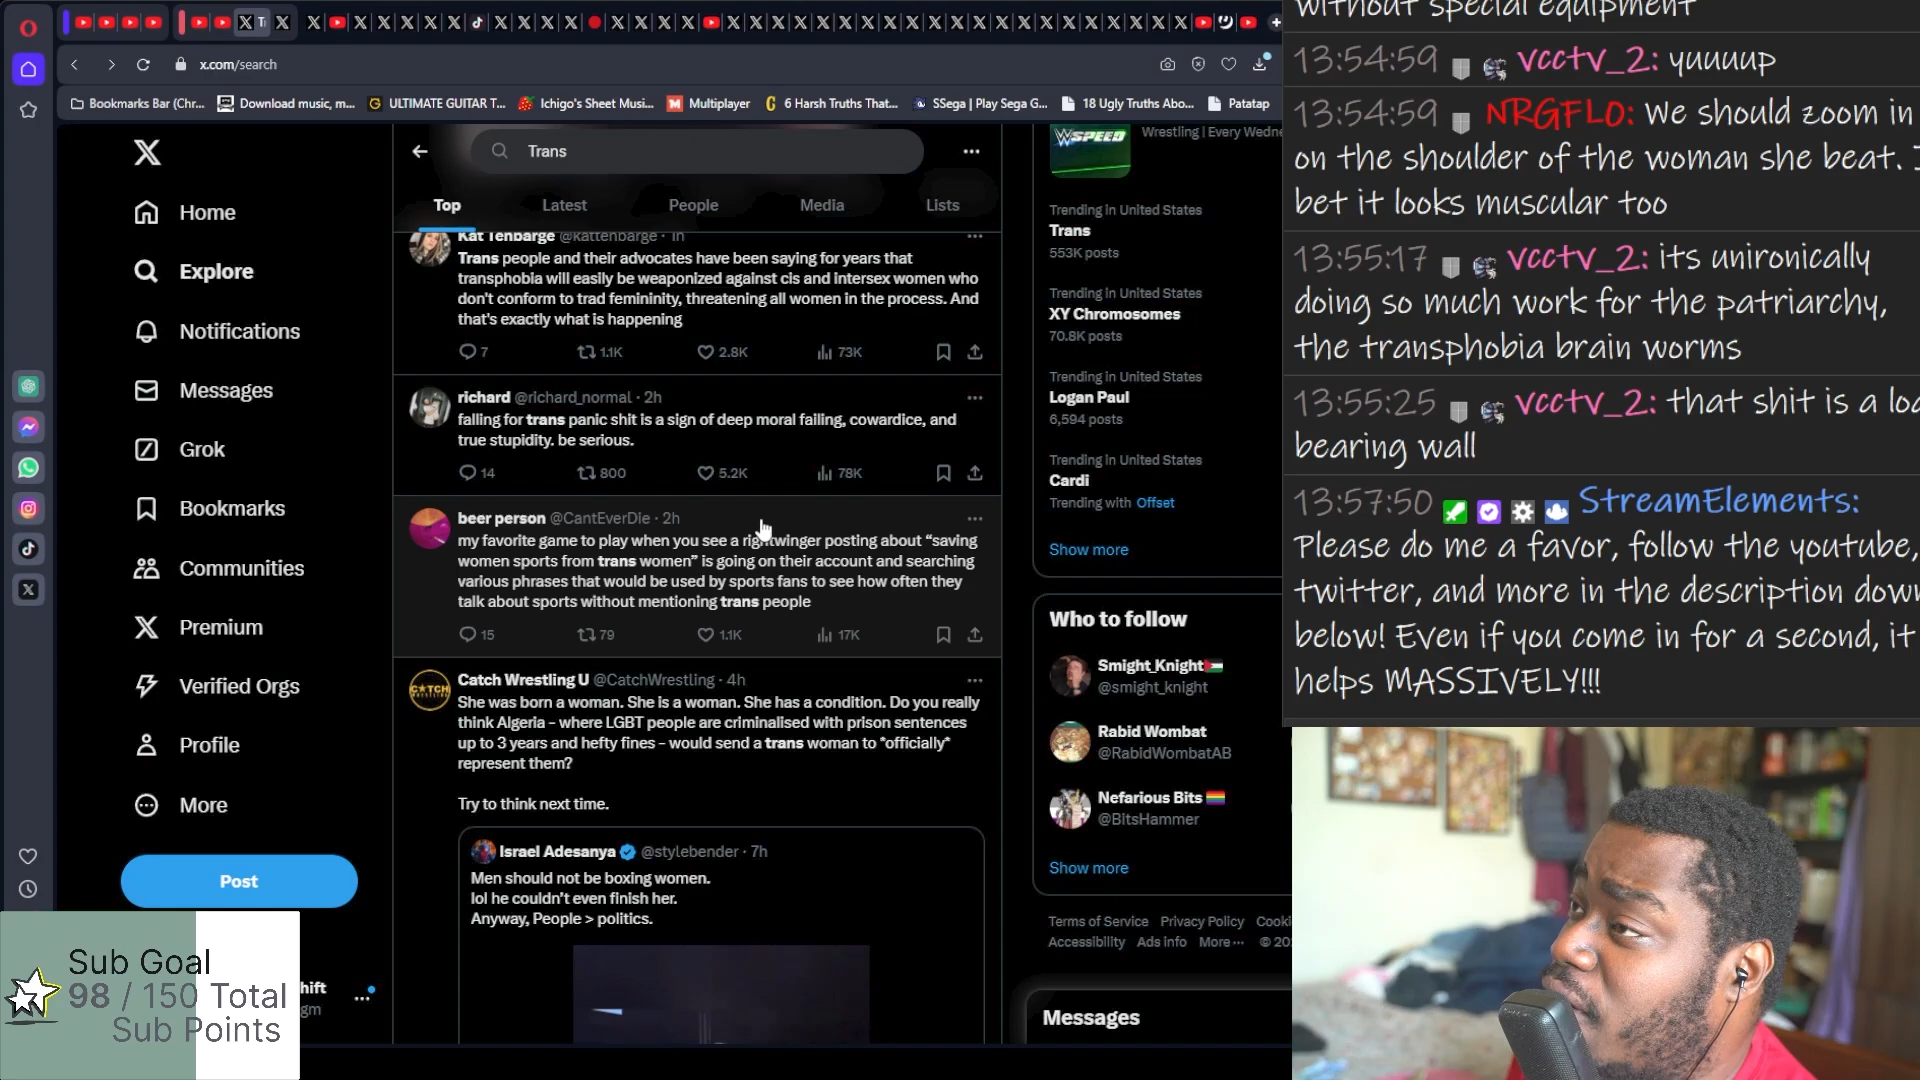 T
x.com/search
Bookmarks Bar (Chr...
Download music, m...
ULTIMATE GUITAR T...
Ichigo's Sheet Musi...
Multiplayer
6 Harsh Truths That...
SSega | Play Sega G...
18 Ugly Truths Abo...
Patatap
Home
Explore
Notifications
Messages
Grok
Bookmarks
Communities
Premium
Verified Orgs
Profile
More
Post
hift
gm
Sub Goal
98 / 150 Total
Sub Points
Trans
Top
Latest
People
Media
Lists
Kat Tenbarge @kattenbarge · 1h
Trans people and their advocates have been saying for years that
transphobia will easily be weaponized against cis and intersex women who
don't conform to trad femininity, threatening all women in the process. And
that's exactly what is happening
7
1.1K
2.8K
73K
richard @richard_normal · 2h
falling for trans panic shit is a sign of deep moral failing, cowardice, and
true stupidity. be serious.
14
800
5.2K
78K
beer person @CantEverDie · 2h
my favorite game to play when you see a rightwinger posting about “saving
women sports from trans women” is going on their account and searching
various phrases that would be used by sports fans to see how often they
talk about sports without mentioning trans people
15
79
1.1K
17K
CATCH
WRESTLING
Catch Wrestling U @CatchWrestling · 4h
She was born a woman. She is a woman. She has a condition. Do you really
think Algeria - where LGBT people are criminalised with prison sentences
up to 3 years and hefty fines - would send a trans woman to *officially*
represent them?
Try to think next time.
Israel Adesanya @stylebender · 7h
Men should not be boxing women.
lol he couldn't even finish her.
Anyway, People > politics.
SPEED
Wrestling | Every Wedne
Trending in United States
Trans
553K posts
Trending in United States
XY Chromosomes
70.8K posts
Trending in United States
Logan Paul
6,594 posts
Trending in United States
Cardi
Trending with Offset
Show more
Who to follow
Smight_Knight
@smight_knight
Rabid Wombat
@RabidWombatAB
Nefarious Bits
@BitsHammer
Show more
Terms of Service Privacy Policy Cooki
Accessibility Ads info More ··· © 20
Messages
without special equipment
13:54:59 vcctv_2: yuuuup
13:54:59 NRGFLO: We should zoom in
on the shoulder of the woman she beat. I
bet it looks muscular too
13:55:17 vcctv_2: its unironically
doing so much work for the patriarchy,
the transphobia brain worms
13:55:25 vcctv_2: that shit is a loa
bearing wall
13:57:50 StreamElements:
Please do me a favor, follow the youtube,
twitter, and more in the description down
below! Even if you come in for a second, it
helps MASSIVELY!!!